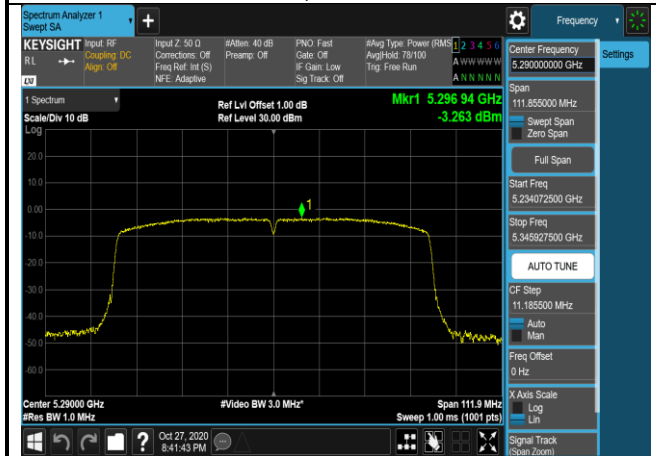 Spectrum Analyzer 1
Swept SA
+
Frequency
KEYSIGHT
RL
LXI
Input: RF
Coupling: DC
Align: Off
Input Z: 50 Ω
Corrections: Off
Freq Ref: Int (S)
NFE: Adaptive
#Atten: 40 dB
Preamp: Off
PNO: Fast
Gate: Off
IF Gain: Low
Sig Track: Off
#Avg Type: Power (RMS
Avg|Hold: 78/100
Trig: Free Run
1 2 3 4 5 6
A W W W W W
A N N N N N
Center Frequency
5.290000000 GHz
Settings
Span
111.855000 MHz
Swept Span
Zero Span
Full Span
Start Freq
5.234072500 GHz
Stop Freq
5.345927500 GHz
AUTO TUNE
CF Step
11.185500 MHz
Auto
Man
Freq Offset
0 Hz
X Axis Scale
Log
Lin
Signal Track
(Span Zoom)
1 Spectrum
Scale/Div 10 dB
Log
Ref Lvl Offset 1.00 dB
Ref Level 30.00 dBm
Mkr1 5.296 94 GHz
-3.263 dBm
20.0
10.0
0.00
-10.0
-20.0
-30.0
-40.0
-50.0
-60.0
1
Center 5.29000 GHz
#Res BW 1.0 MHz
#Video BW 3.0 MHz*
Span 111.9 MHz
Sweep 1.00 ms (1001 pts)
?
Oct 27, 2020
8:41:43 PM